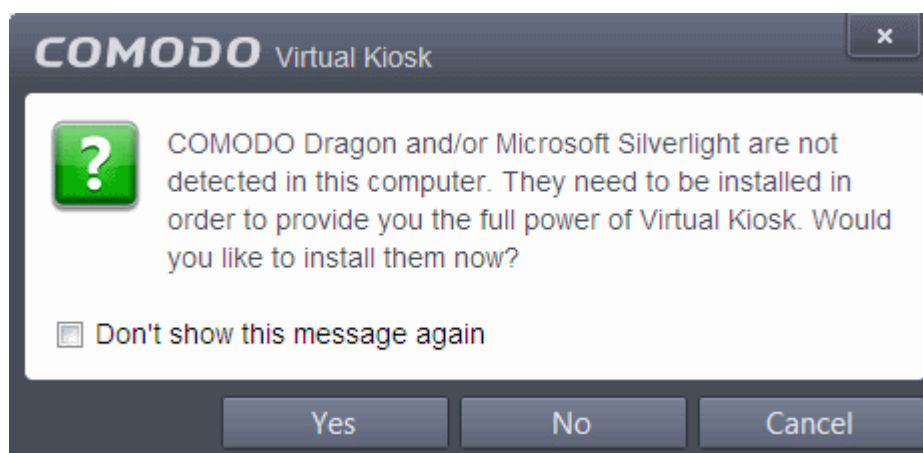 COMODO Virtual Kiosk
×
?
COMODO Dragon and/or Microsoft Silverlight are not
detected in this computer. They need to be installed in
order to provide you the full power of Virtual Kiosk. Would
you like to install them now?
Don't show this message again
Yes No Cancel